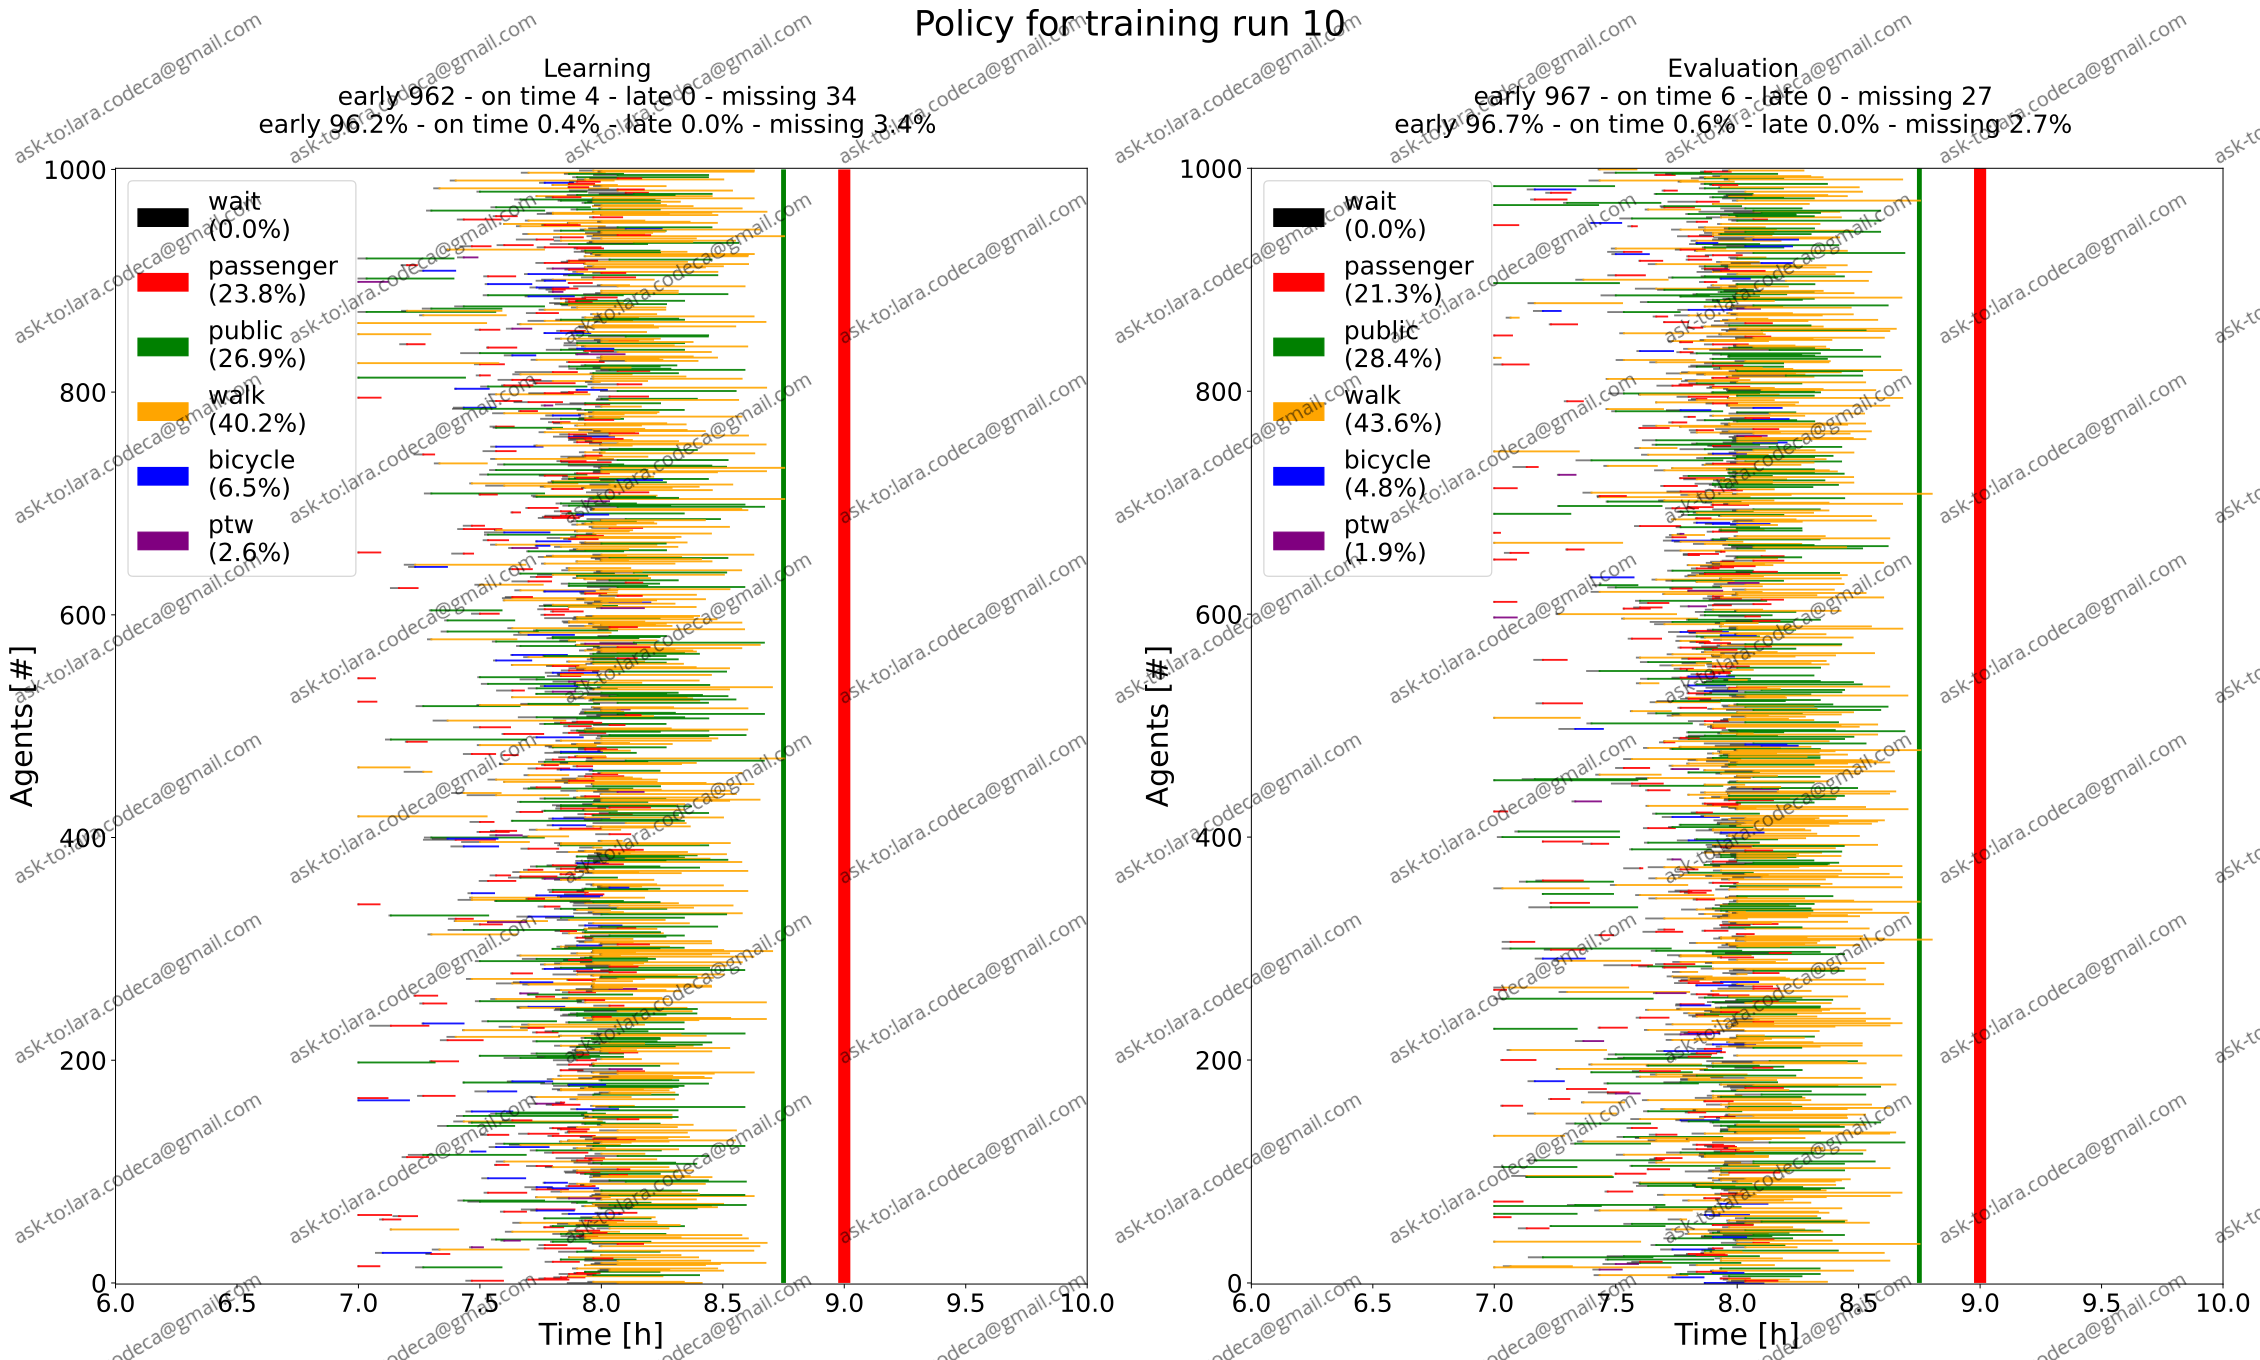 Policy for training run 10
Learning
early 962 - on time 4 - late 0 - missing 34
early 96.2% - on time 0.4% - late 0.0% - missing 3.4%
1000
800
600
400
200
0
Agents [#]
wait
(0.0%)
passenger
(23.8%)
public
(26.9%)
walk
(40.2%)
bicycle
(6.5%)
ptw
(2.6%)
6.0 6.5 7.0 7.5 8.0 8.5 9.0 9.5 10.0
Time [h]
Evaluation
early 967 - on time 6 - late 0 - missing 27
early 96.7% - on time 0.6% - late 0.0% - missing 2.7%
1000
800
600
400
200
0
Agents [#]
wait
(0.0%)
passenger
(21.3%)
public
(28.4%)
walk
(43.6%)
bicycle
(4.8%)
ptw
(1.9%)
6.0 6.5 7.0 7.5 8.0 8.5 9.0 9.5 10.0
Time [h]
ask-to:lara.codeca@gmail.com